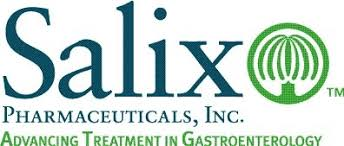 Salix
PHARMACEUTICALS, INC.
ADVANCING TREATMENT IN GASTROENTEROLOGY
TM